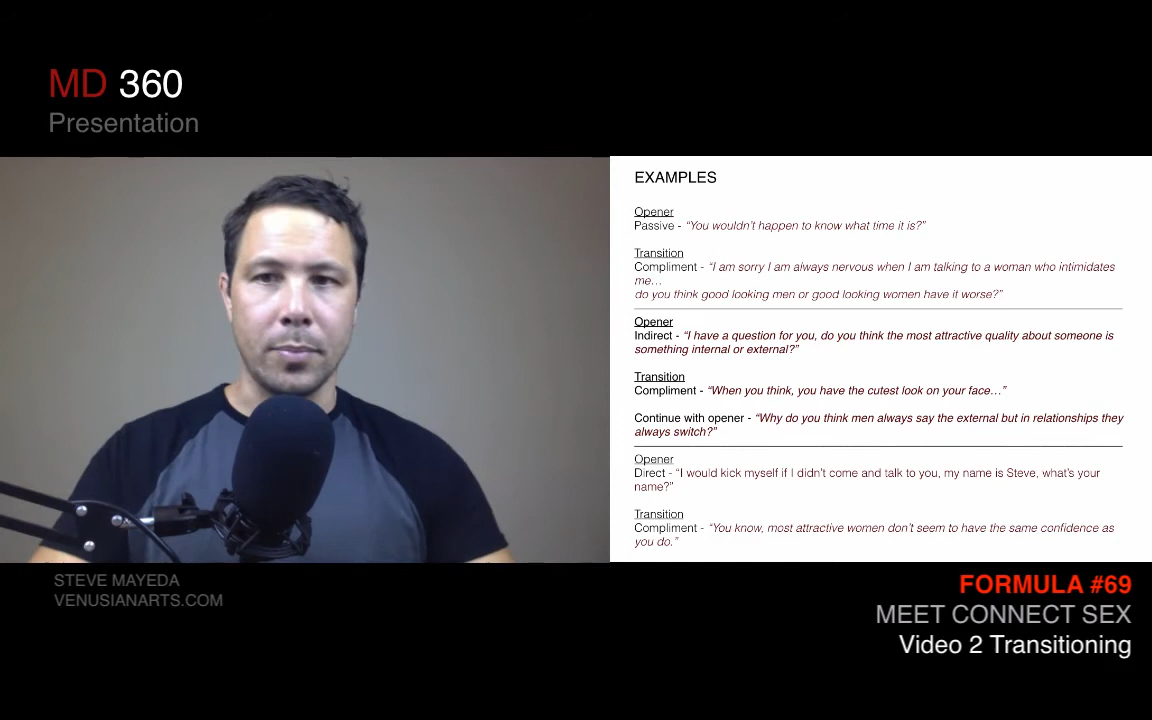 MD 360
Presentation
EXAMPLES
Opener
Passive - “You wouldn’t happen to know what time it is?”
Transition
Compliment - “I am sorry I am always nervous when I am talking to a woman who intimidates
me…
do you think good looking men or good looking women have it worse?”
Opener
Indirect - “I have a question for you, do you think the most attractive quality about someone is
something internal or external?”
Transition
Compliment - “When you think, you have the cutest look on your face…”
Continue with opener - “Why do you think men always say the external but in relationships they
always switch?”
Opener
Direct - “I would kick myself if I didn’t come and talk to you, my name is Steve, what’s your
name?”
Transition
Compliment - “You know, most attractive women don’t seem to have the same confidence as
you do.”
STEVE MAYEDA
VENUSIANARTS.COM
FORMULA #69
MEET CONNECT SEX
Video 2 Transitioning